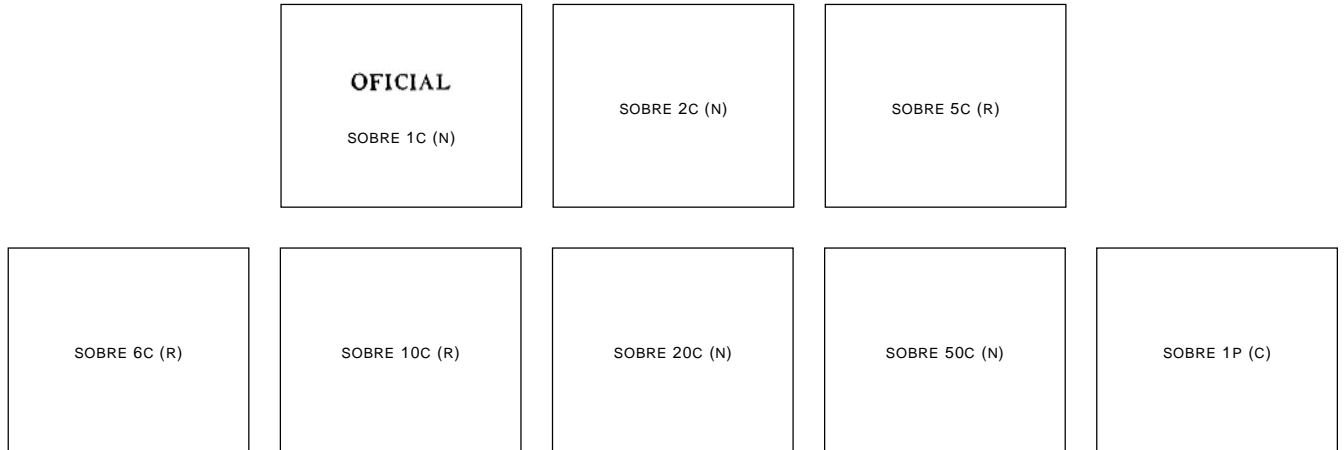 OFICIAL
SOBRE 1C (N)
SOBRE 2C (N)
SOBRE 5C (R)
SOBRE 6C (R)
SOBRE 10C (R)
SOBRE 20C (N)
SOBRE 50C (N)
SOBRE 1P (C)